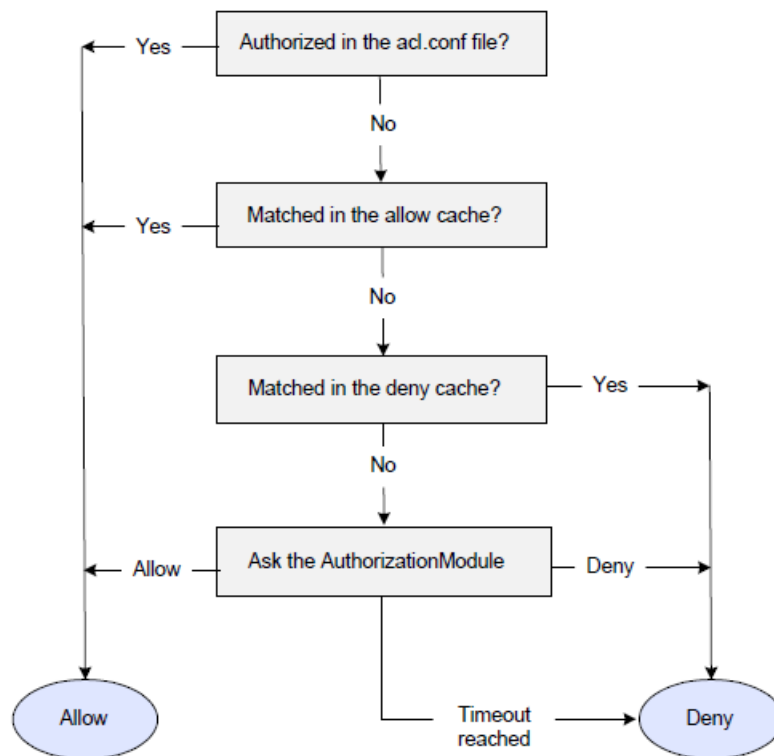 Authorized in the acl.conf file?
Yes
No
Matched in the allow cache?
Yes
No
Matched in the deny cache?
Yes
No
Ask the AuthorizationModule
Allow
Deny
Allow
Timeout
reached
Deny